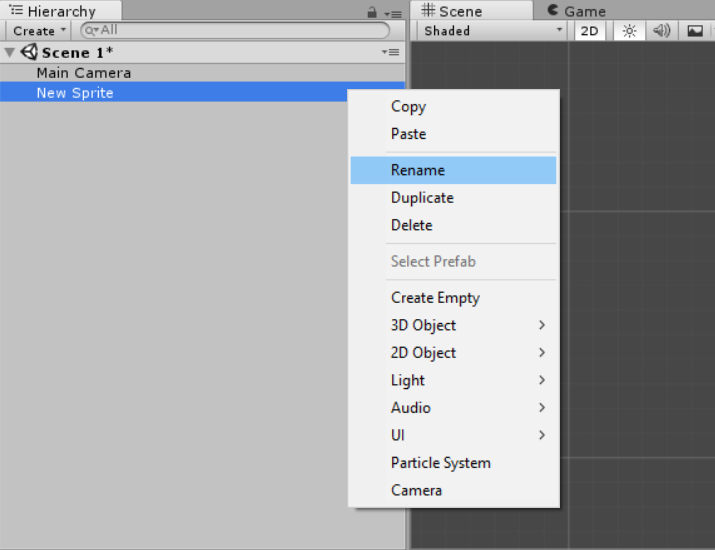 Hierarchy
Create
All
Scene 1*
Main Camera
New Sprite
Scene
Game
Shaded
2D
Copy
Paste
Rename
Duplicate
Delete
Select Prefab
Create Empty
3D Object
2D Object
Light
Audio
UI
Particle System
Camera